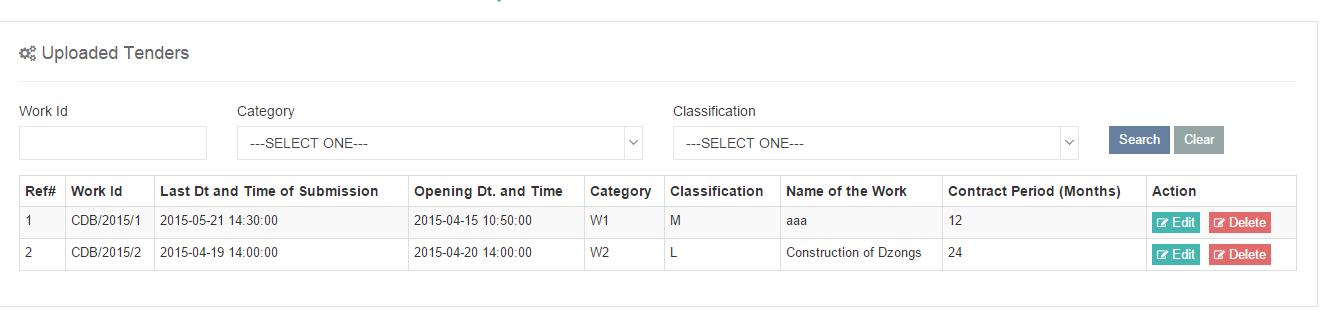 Uploaded Tenders
Work Id Category Classification
---SELECT ONE--- ---SELECT ONE--- Search Clear
Ref# Work Id Last Dt and Time of Submission Opening Dt. and Time Category Classification Name of the Work Contract Period (Months) Action
1 CDB/2015/1 2015-05-21 14:30:00 2015-04-15 10:50:00 W1 M aaa 12 Edit Delete
2 CDB/2015/2 2015-04-19 14:00:00 2015-04-20 14:00:00 W2 L Construction of Dzongs 24 Edit Delete